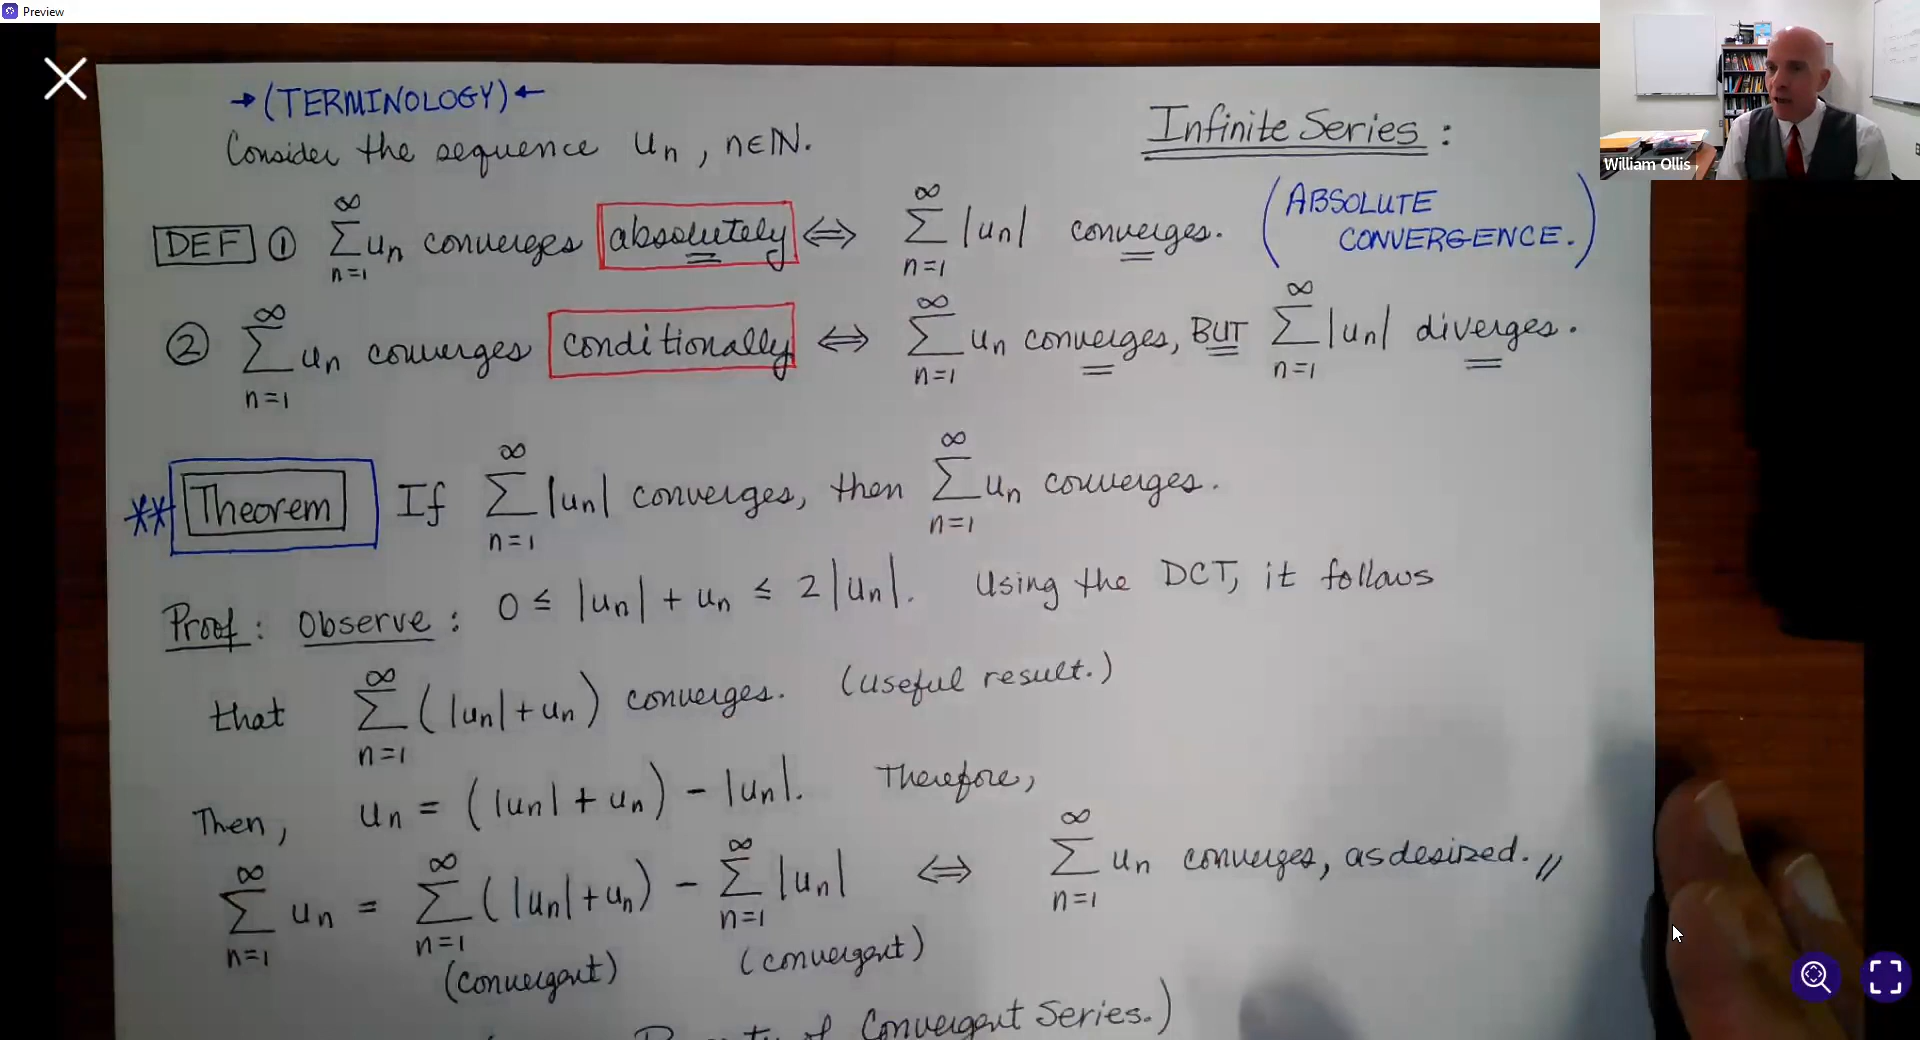 Preview
→(TERMINOLOGY)←
Consider the sequence uₙ, n∈ℕ.
Infinite Series:
William Ollis
DEF ① ∑_{n=1}^{∞} uₙ converges absolutely ⇔ ∑_{n=1}^{∞} |uₙ| converges. (ABSOLUTE
CONVERGENCE.)
② ∑_{n=1}^{∞} uₙ converges conditionally ⇔ ∑_{n=1}^{∞} uₙ converges, BUT ∑_{n=1}^{∞} |uₙ| diverges.
** Theorem If ∑_{n=1}^{∞} |uₙ| converges, then ∑_{n=1}^{∞} uₙ converges.
Proof: Observe: 0 ≤ |uₙ| + uₙ ≤ 2|uₙ|. Using the DCT, it follows
that ∑_{n=1}^{∞} (|uₙ| + uₙ) converges. (useful result.)
Then, uₙ = (|uₙ| + uₙ) - |uₙ|. Therefore,
∑_{n=1}^{∞} uₙ = ∑_{n=1}^{∞} (|uₙ| + uₙ) - ∑_{n=1}^{∞} |uₙ| ⇔ ∑_{n=1}^{∞} uₙ converges, as desired. //
(convergent) (convergent)
of Convergent Series.)